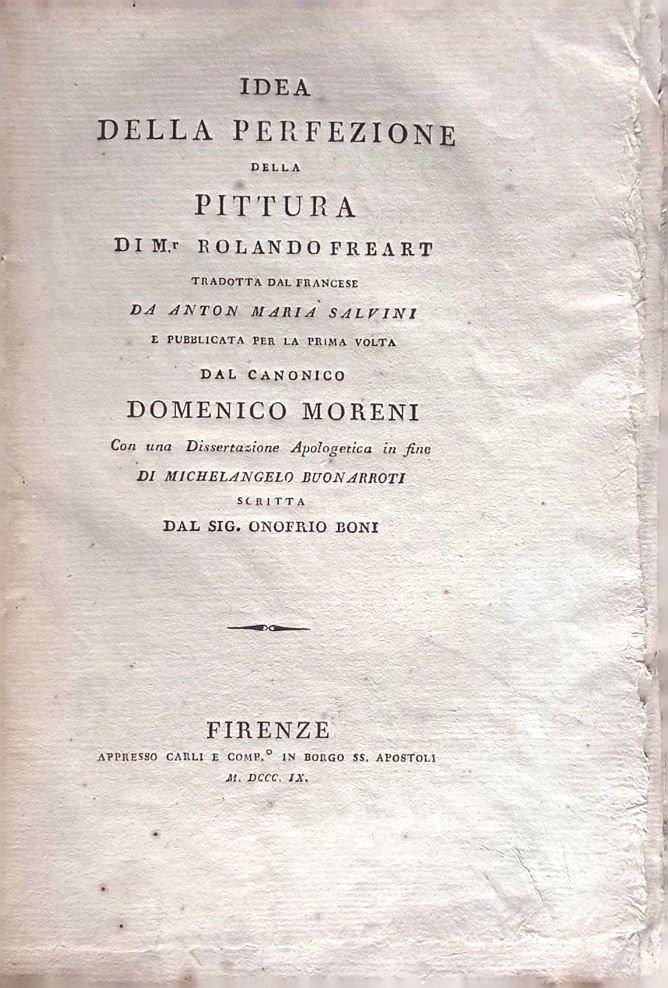 IDEA
DELLA PERFEZIONE
DELLA
PITTURA
DI M.r ROLANDO FREART
TRADOTTA DAL FRANCESE
DA ANTON MARIA SALVINI
E PUBBLICATA PER LA PRIMA VOLTA
DAL CANONICO
DOMENICO MORENI
Con una Dissertazione Apologetica in fine
DI MICHELANGELO BUONARROTI
SCRITTA
DAL SIG. ONOFRIO BONI
FIRENZE
APPRESSO CARLI E COMP.º IN BORGO SS. APOSTOLI
M. DCCC. IX.